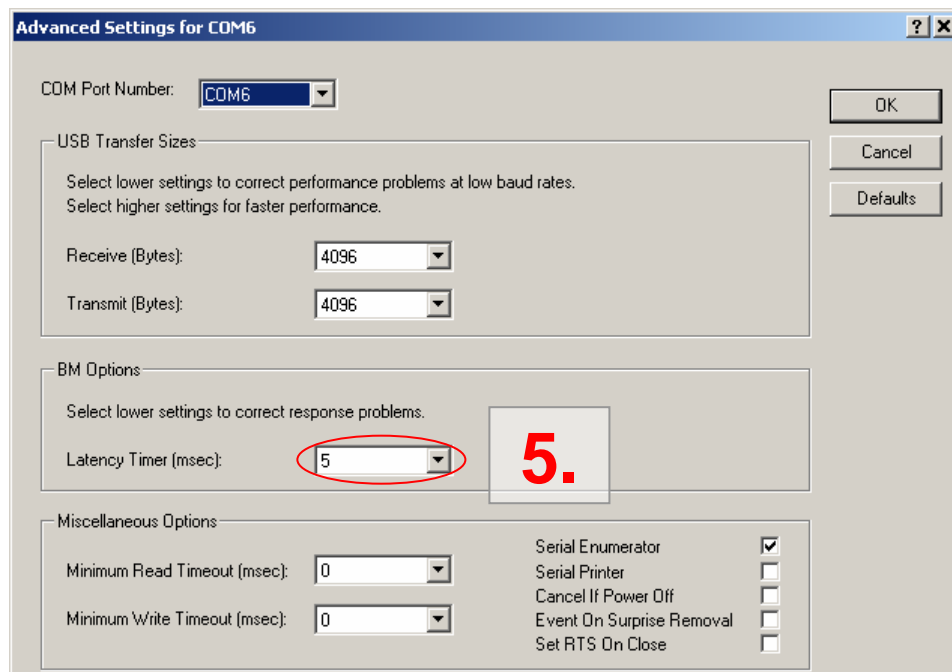 Advanced Settings for COM6
COM Port Number: COM6
OK
Cancel
Defaults
USB Transfer Sizes
Select lower settings to correct performance problems at low baud rates.
Select higher settings for faster performance.
Receive (Bytes): 4096
Transmit (Bytes): 4096
BM Options
Select lower settings to correct response problems.
Latency Timer (msec): 5
5.
Miscellaneous Options
Minimum Read Timeout (msec): 0
Minimum Write Timeout (msec): 0
Serial Enumerator
Serial Printer
Cancel If Power Off
Event On Surprise Removal
Set RTS On Close